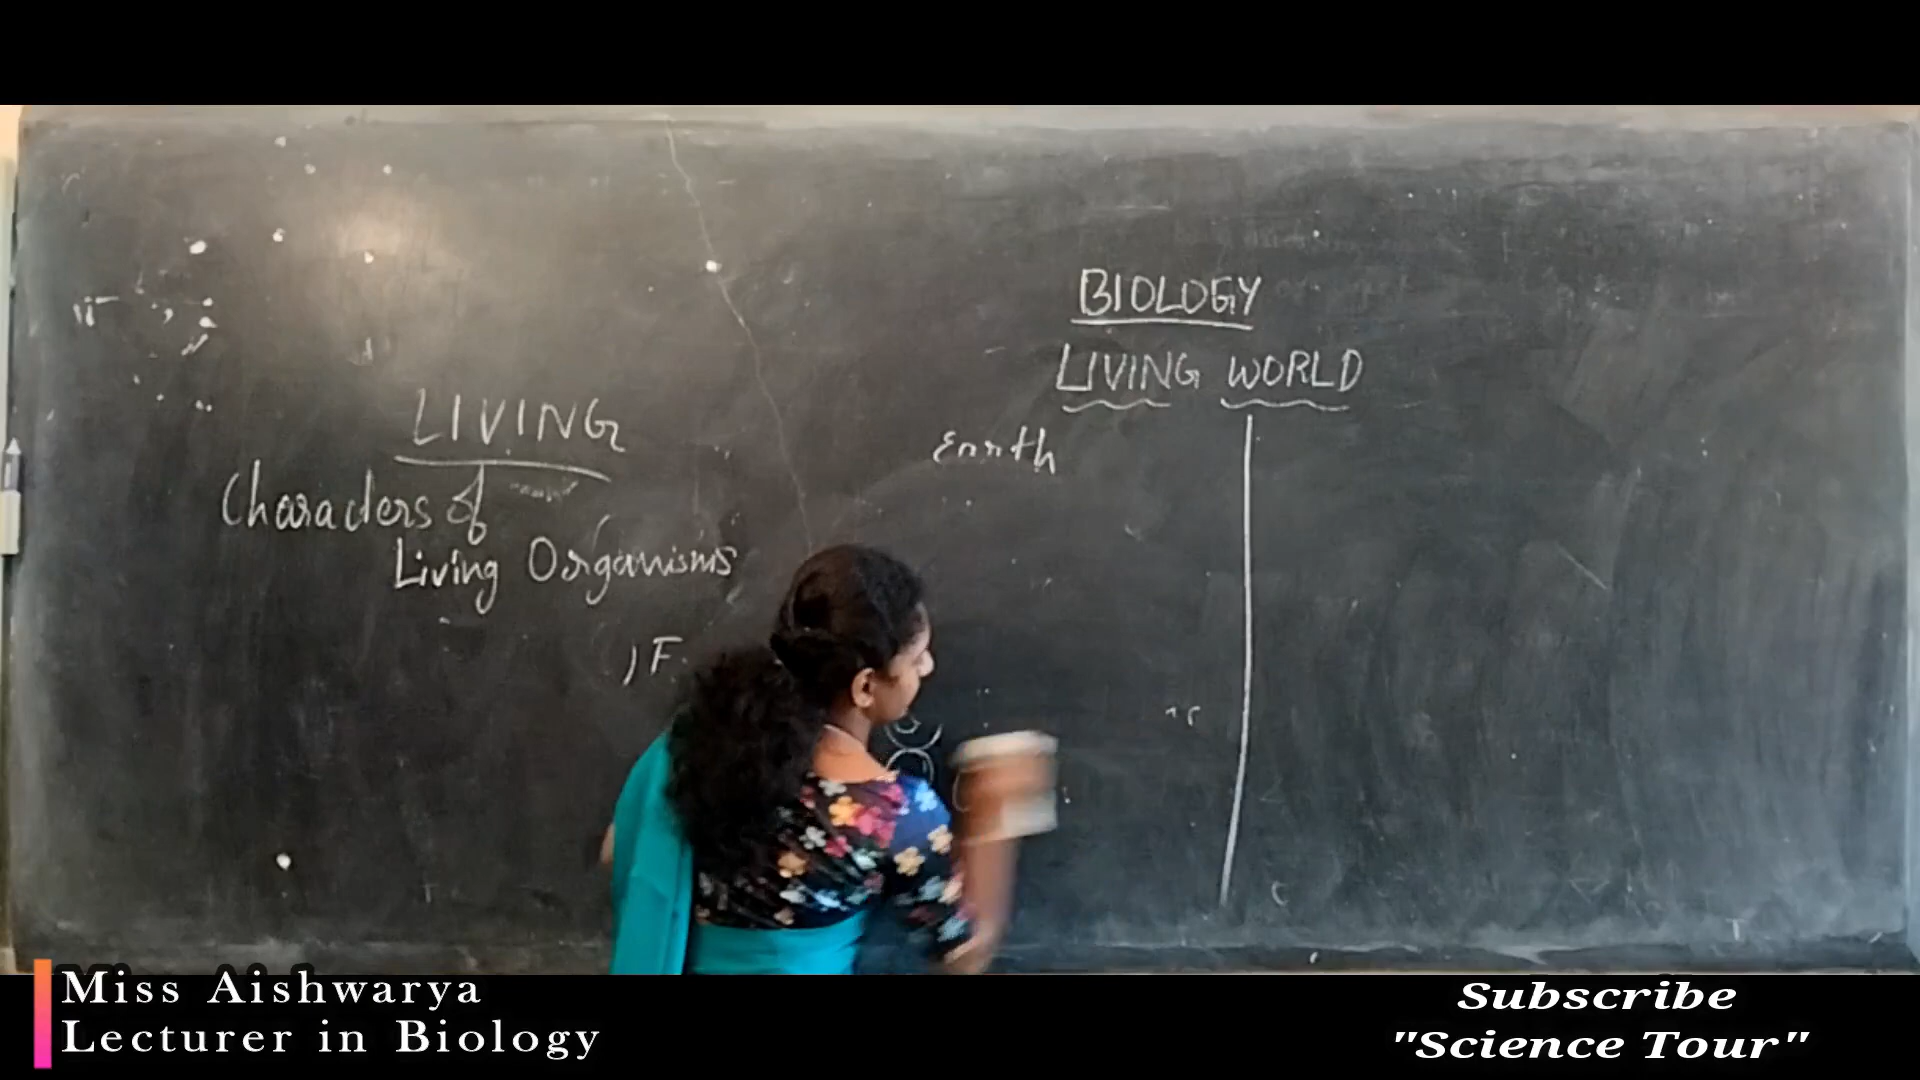 BIOLOGY
LIVING WORLD
Earth
LIVING
Characters of
Living Organisms
) F
Miss Aishwarya
Lecturer in Biology
Subscribe
"Science Tour"